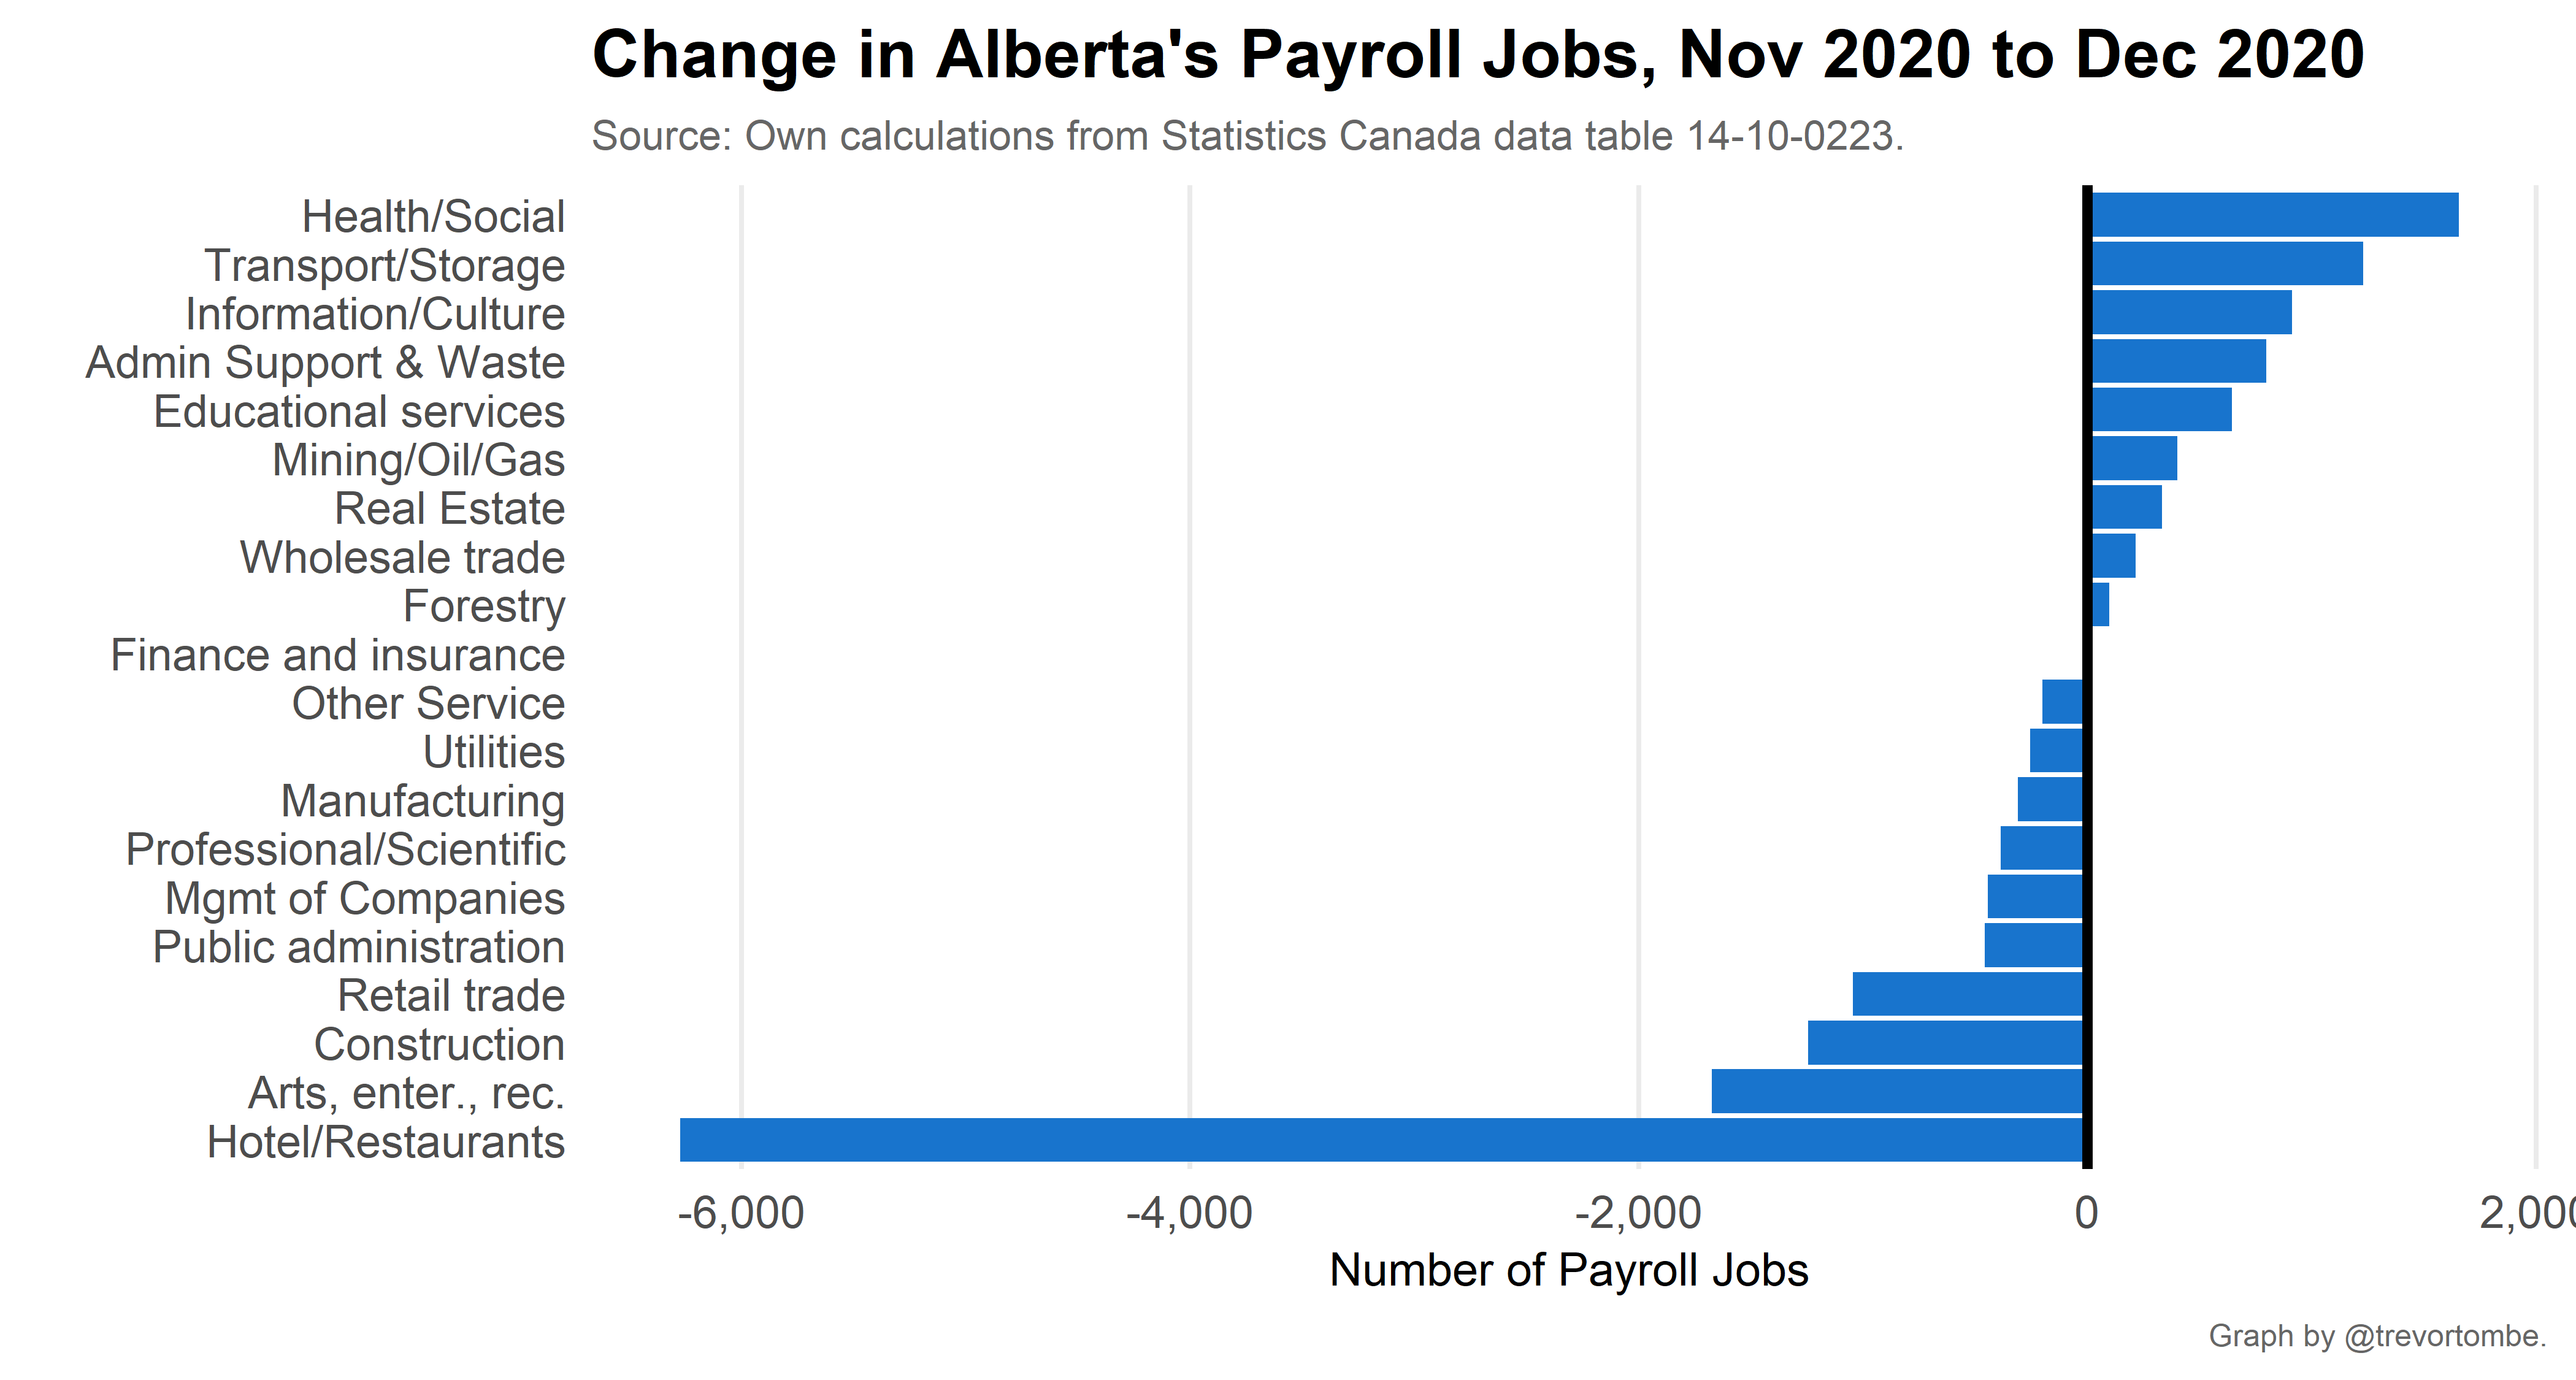 Change in Alberta's Payroll Jobs, Nov 2020 to Dec 2020
Source: Own calculations from Statistics Canada data table 14-10-0223.
Health/Social
Transport/Storage
Information/Culture
Admin Support & Waste
Educational services
Mining/Oil/Gas
Real Estate
Wholesale trade
Forestry
Finance and insurance
Other Service
Utilities
Manufacturing
Professional/Scientific
Mgmt of Companies
Public administration
Retail trade
Construction
Arts, enter., rec.
Hotel/Restaurants
-6,000 -4,000 -2,000 0 2,000
Number of Payroll Jobs
Graph by @trevortombe.